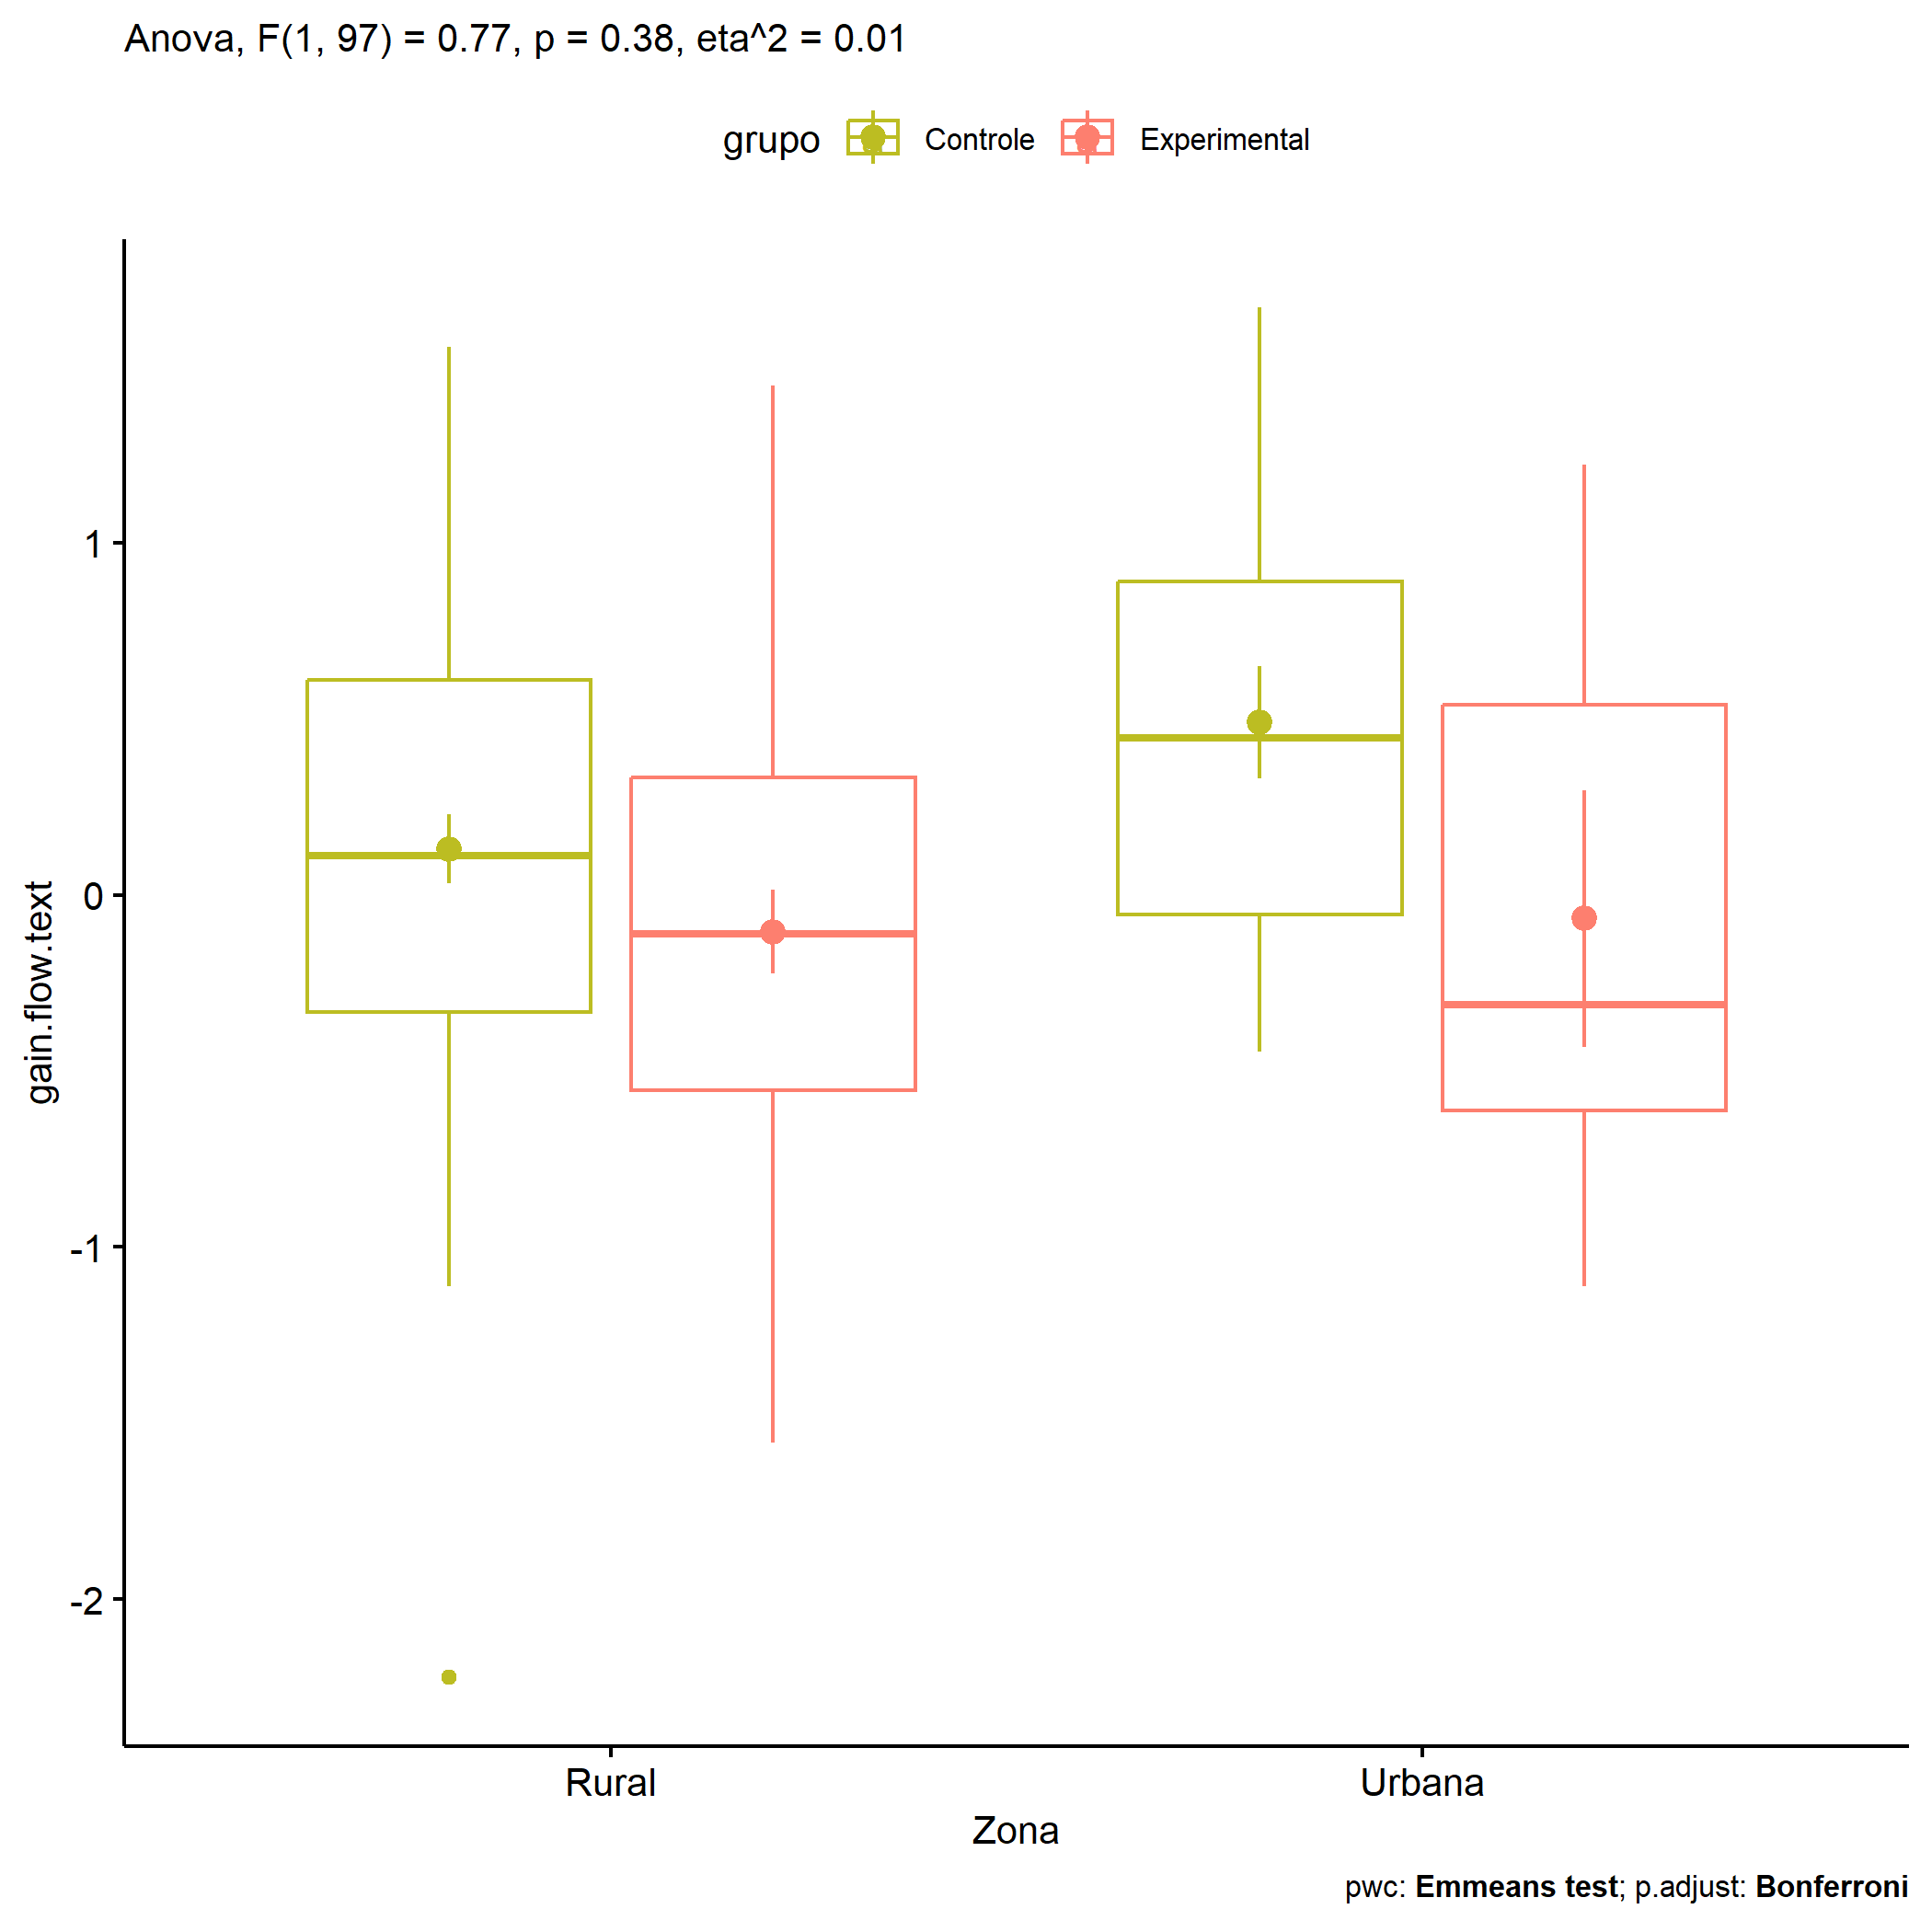 Anova, F(1, 97) = 0.77, p = 0.38, eta^2 = 0.01
grupo Controle Experimental
gain.flow.text
1
0
-1
-2
Rural Urbana
Zona
pwc: Emmeans test; p.adjust: Bonferroni